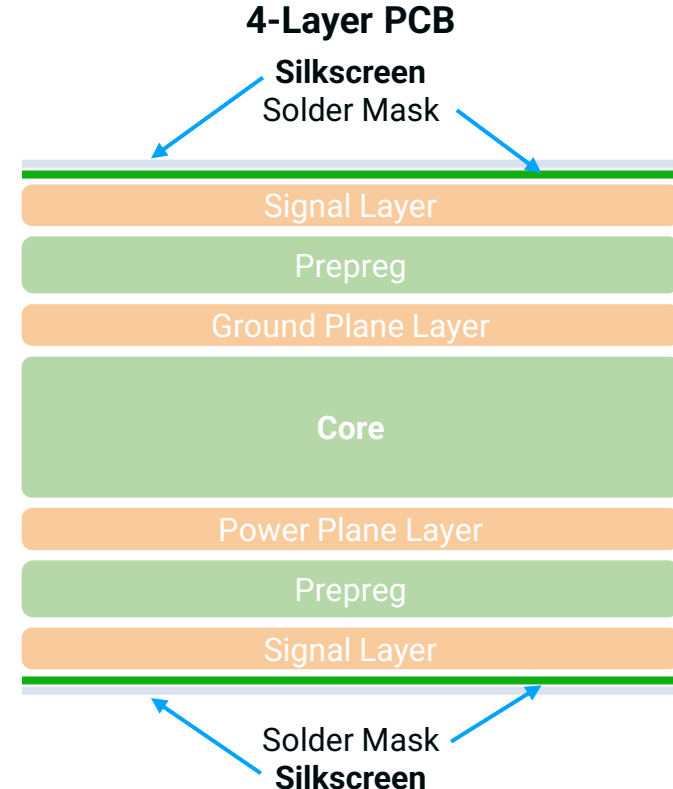 4-Layer PCB
Silkscreen
Solder Mask
Signal Layer
Prepreg
Ground Plane Layer
Core
Power Plane Layer
Prepreg
Signal Layer
Solder Mask
Silkscreen